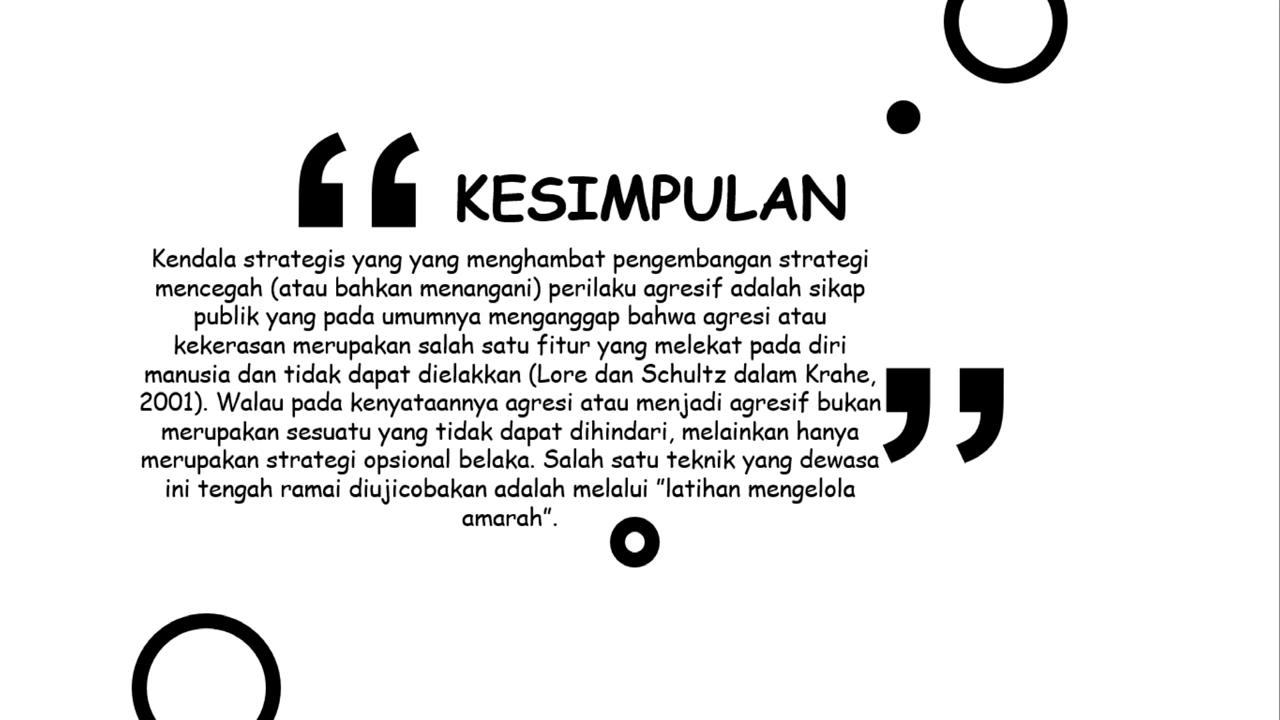 KESIMPULAN
Kendala strategis yang yang menghambat pengembangan strategi
mencegah (atau bahkan menangani) perilaku agresif adalah sikap
publik yang pada umumnya menganggap bahwa agresi atau
kekerasan merupakan salah satu fitur yang melekat pada diri
manusia dan tidak dapat dielakkan (Lore dan Schultz dalam Krahe,
2001). Walau pada kenyataannya agresi atau menjadi agresif bukan
merupakan sesuatu yang tidak dapat dihindari, melainkan hanya
merupakan strategi opsional belaka. Salah satu teknik yang dewasa
ini tengah ramai diujicobakan adalah melalui "latihan mengelola
amarah".